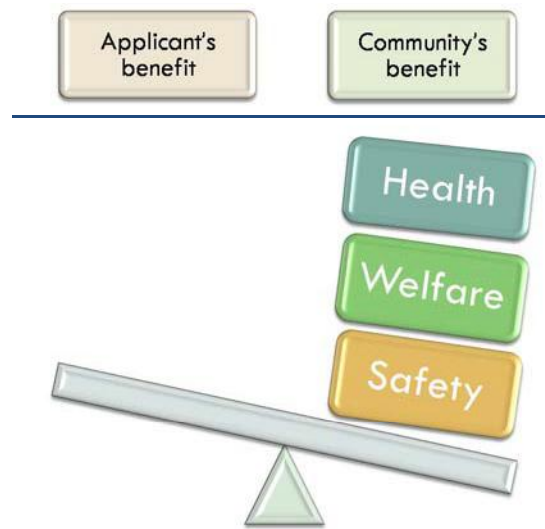 Applicant's
benefit
Community's
benefit
Health
Welfare
Safety